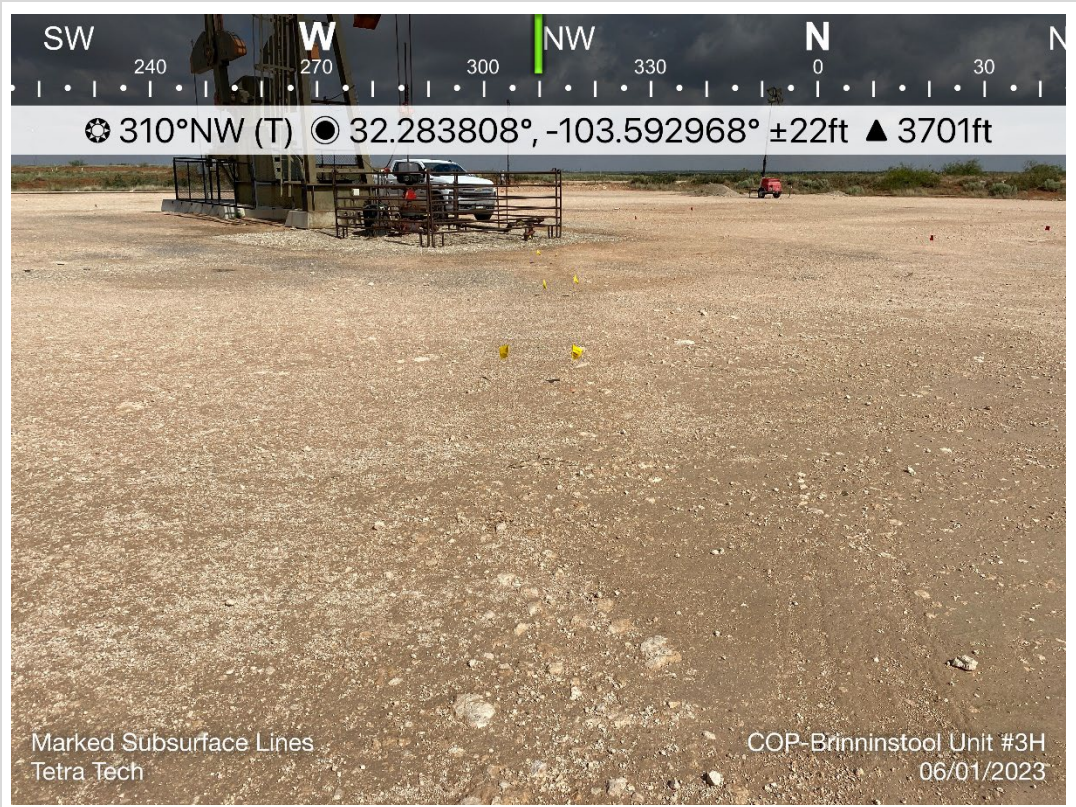 SW W NW N N
240 270 300 330 0 30
310°NW (T) 32.283808°, -103.592968° ±22ft ▲ 3701ft
Marked Subsurface Lines
Tetra Tech
COP-Brinninstool Unit #3H
06/01/2023